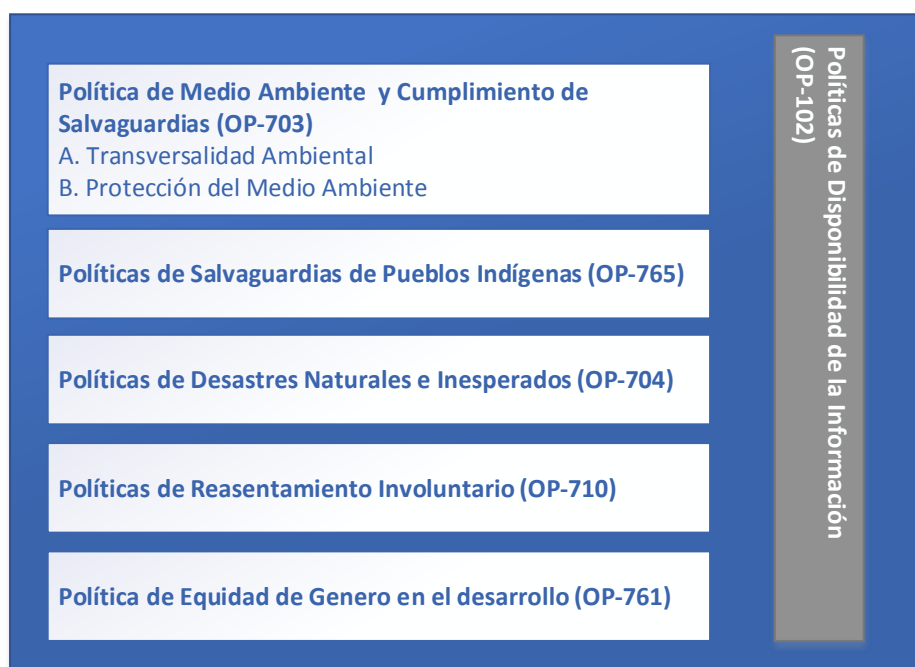 Política de Medio Ambiente y Cumplimiento de
Salvaguardias (OP-703)
A. Transversalidad Ambiental
B. Protección del Medio Ambiente
Políticas de Salvaguardias de Pueblos Indígenas (OP-765)
Políticas de Desastres Naturales e Inesperados (OP-704)
Políticas de Reasentamiento Involuntario (OP-710)
Política de Equidad de Genero en el desarrollo (OP-761)
Políticas de Disponibilidad de la Información
(OP-102)